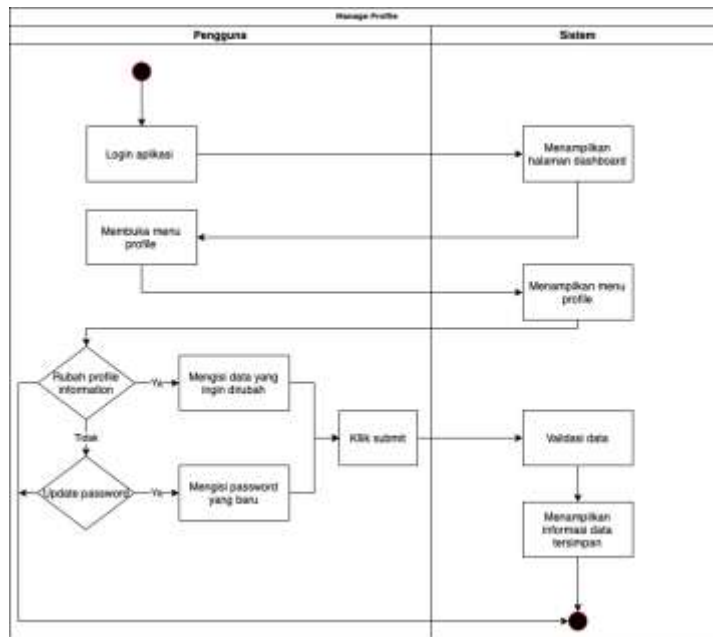 Manage Profile
Pengguna
Sistem
Login aplikasi
Menampilkan
halaman dashboard
Membuka menu
profile
Menampilkan menu
profile
Rubah profile
information
Ya
Mengisi data yang
ingin dirubah
Tidak
Klik submit
Validasi data
Update password
Ya
Mengisi password
yang baru
Menampilkan
informasi data
tersimpan